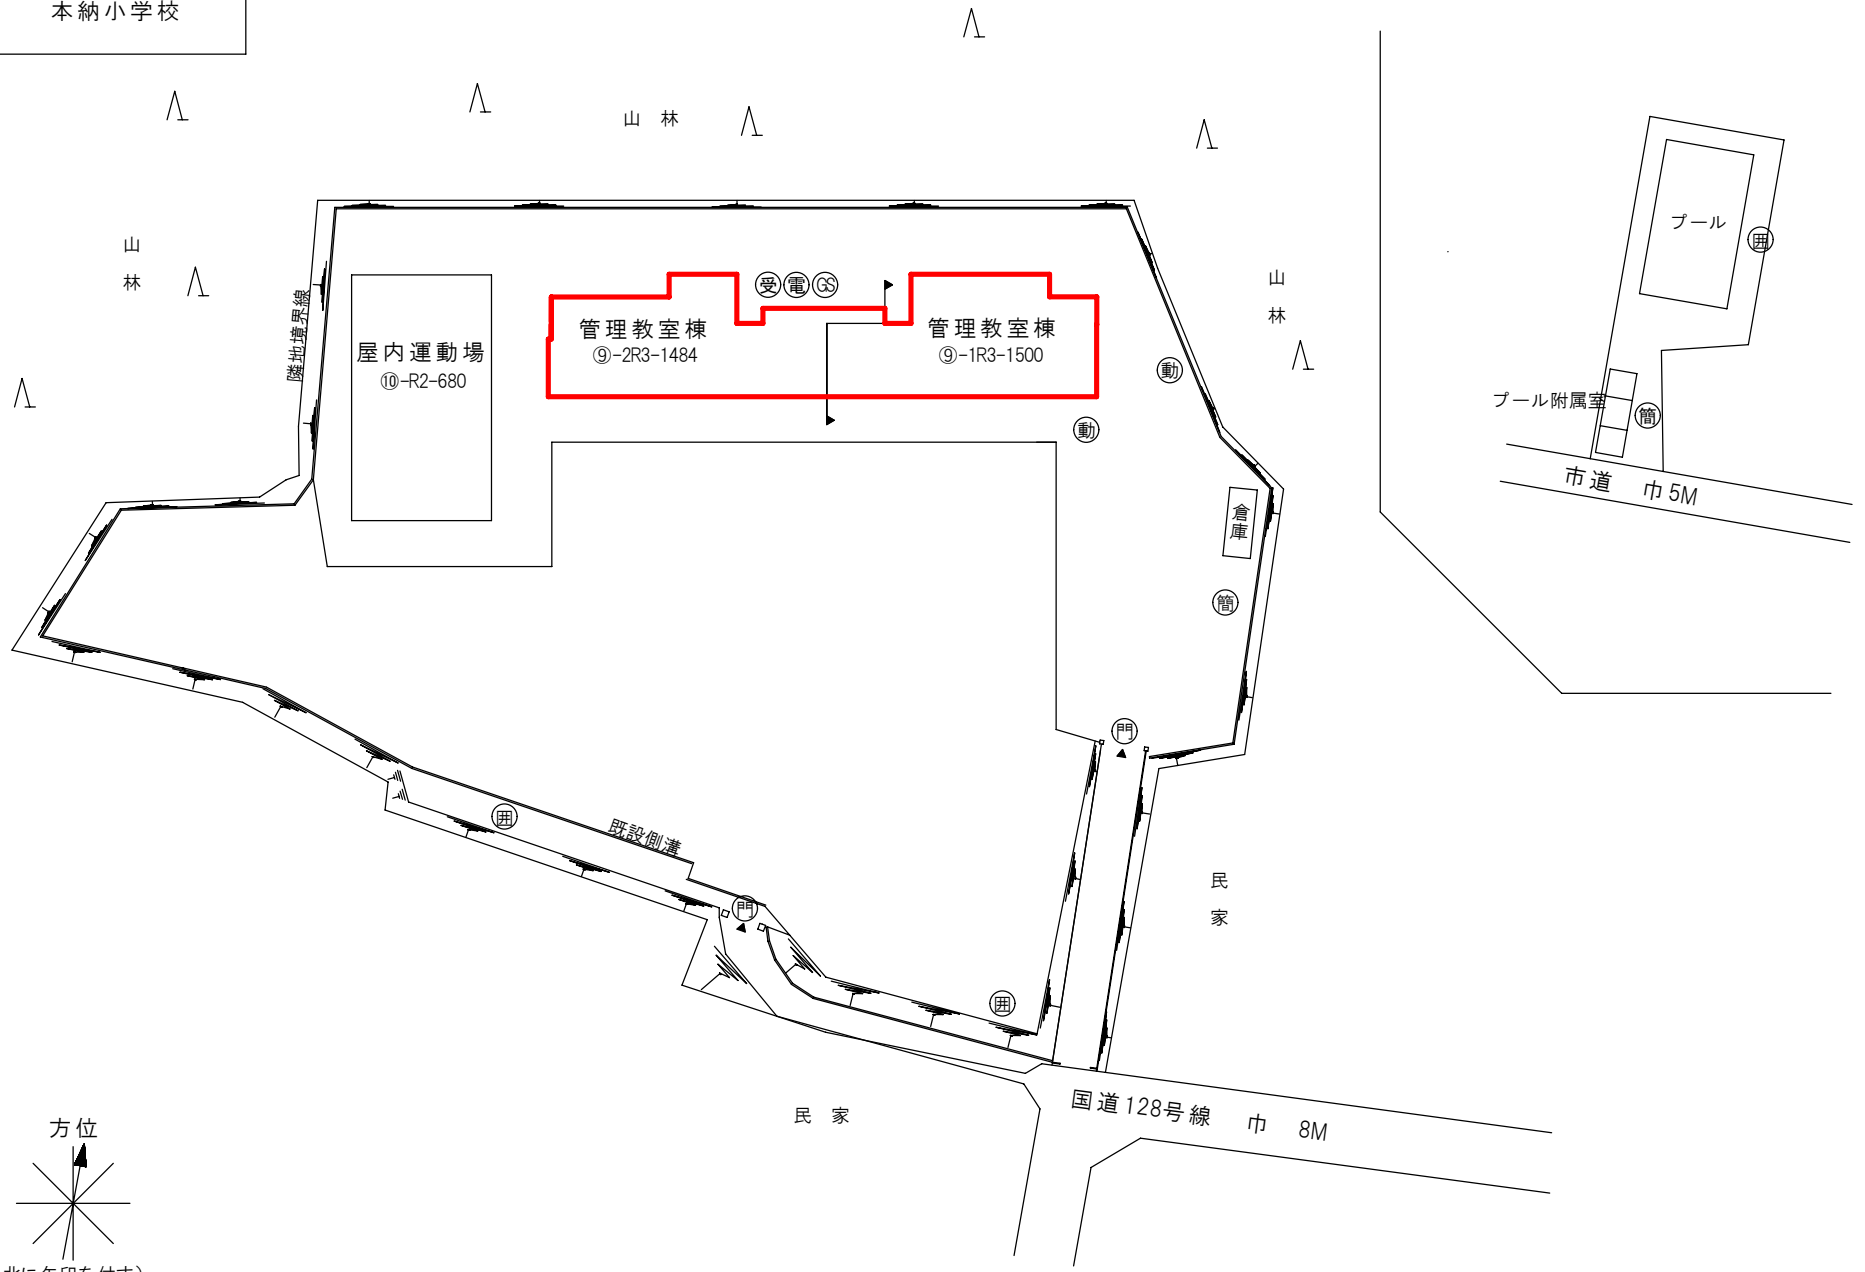 本納小学校
山 林
山
林
山
林
隣地境界線
屋内運動場
⑩-R2-680
管理教室棟
⑨-2R3-1484
受 電 GS
管理教室棟
⑨-1R3-1500
動
動
倉
庫
簡
プール
囲
プール附属室
簡
市道 巾5M
門
囲
既設側溝
門
囲
民
家
民 家
国道128号線 巾 8M
方位